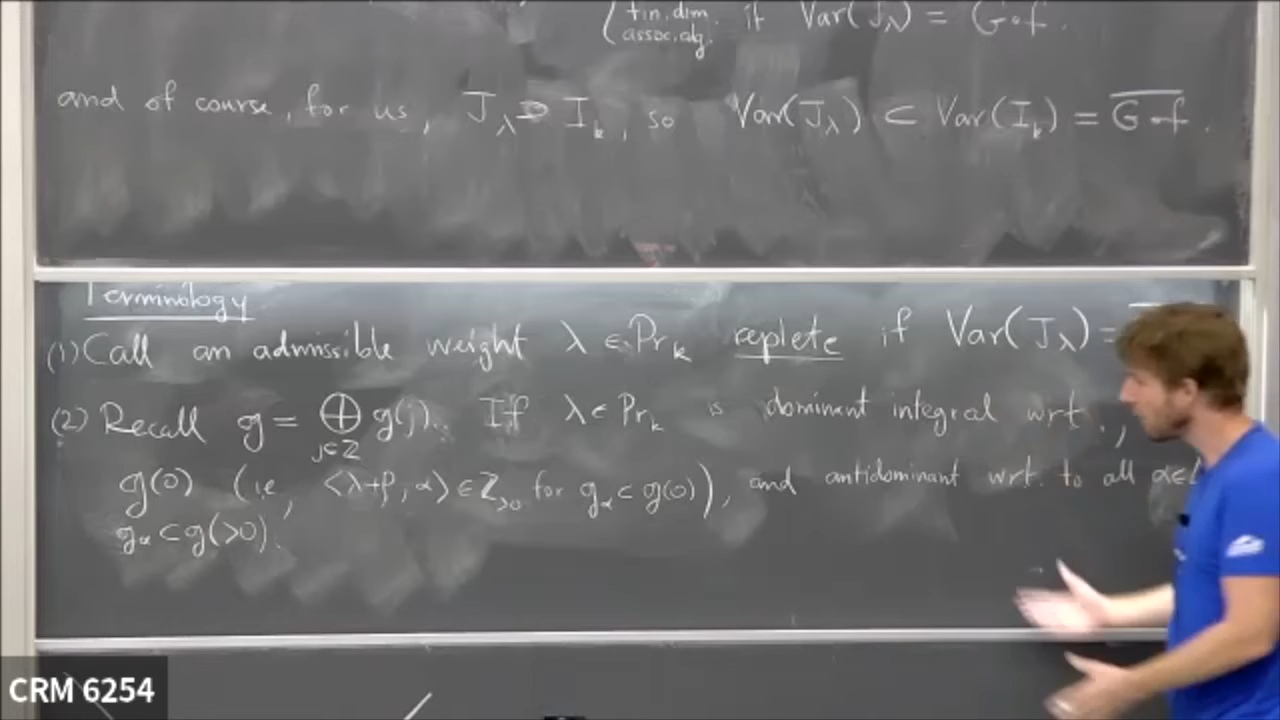 { fin. dim. assoc. alg. if Var(J_λ) = G∘f.
and of course, for us, J_λ ⊃ I_k, so Var(J_λ) ⊂ Var(I_k) = \overline{G∘f}.
Terminology
(1) Call an admissible weight λ ∈ Pr_k replete if Var(J_λ) =
(2) Recall g = ⊕_{j∈Z} g(j). If λ ∈ Pr_k is dominant integral wrt.,
g(0) (ie, <λ+ρ, α> ∈ Z_{>0} for g_α ⊂ g(0)), and antidominant wrt. to all α ∈
g_α ⊂ g(>0).
CRM 6254